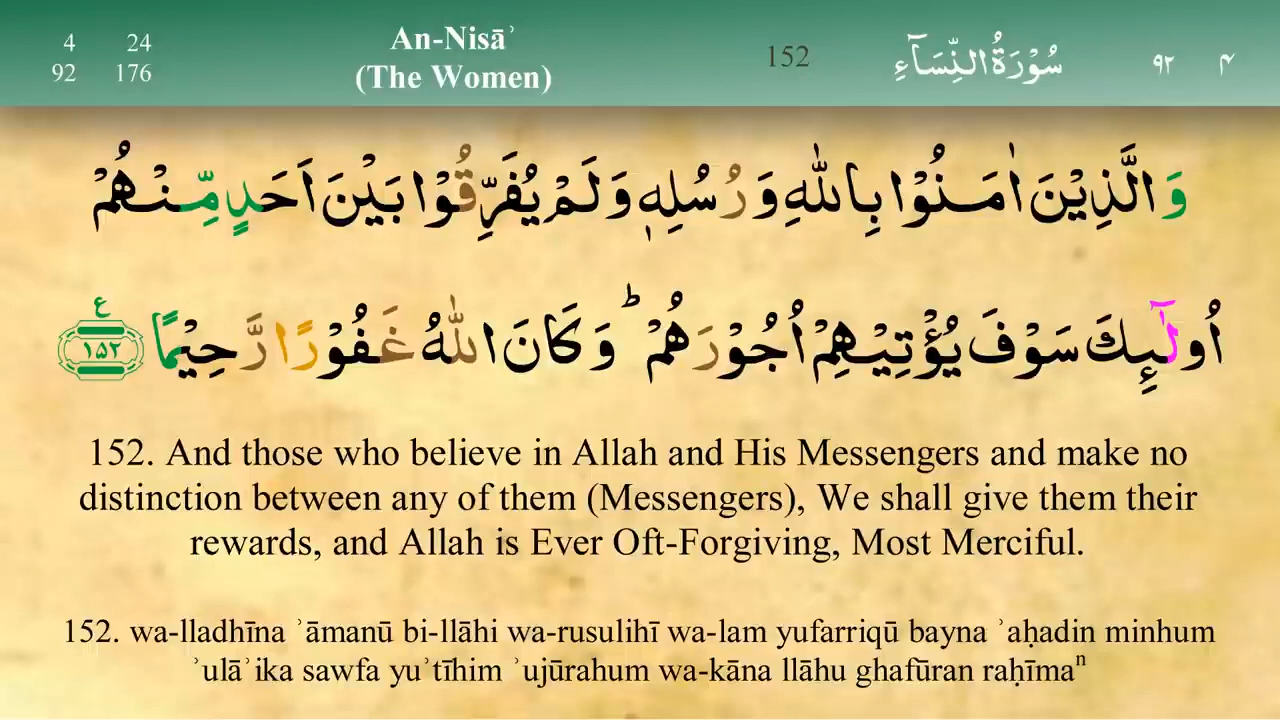 4 24 An-Nisāʾ 152 سُوْرَةُ النِّسَآءِ ٩٢ ٤
92 176 (The Women)
وَ الَّذِيْنَ اٰمَنُوْا بِاللّٰهِ وَ رُسُلِهٖ وَ لَمْ يُفَرِّقُوْا بَيْنَ اَحَدٍ مِّنْهُمْ
اُولٰٓئِكَ سَوْفَ يُؤْتِيْهِمْ اُجُوْرَهُمْ ؕ وَ كَانَ اللّٰهُ غَفُوْرًا رَّحِيْمًا ١٥٢ ع
152. And those who believe in Allah and His Messengers and make no
distinction between any of them (Messengers), We shall give them their
rewards, and Allah is Ever Oft-Forgiving, Most Merciful.
152. wa-lladhīna ʾāmanū bi-llāhi wa-rusulihī wa-lam yufarriqū bayna ʾaḥadin minhum
ʾulāʾika sawfa yuʾtīhim ʾujūrahum wa-kāna llāhu ghafūran raḥīmaⁿ